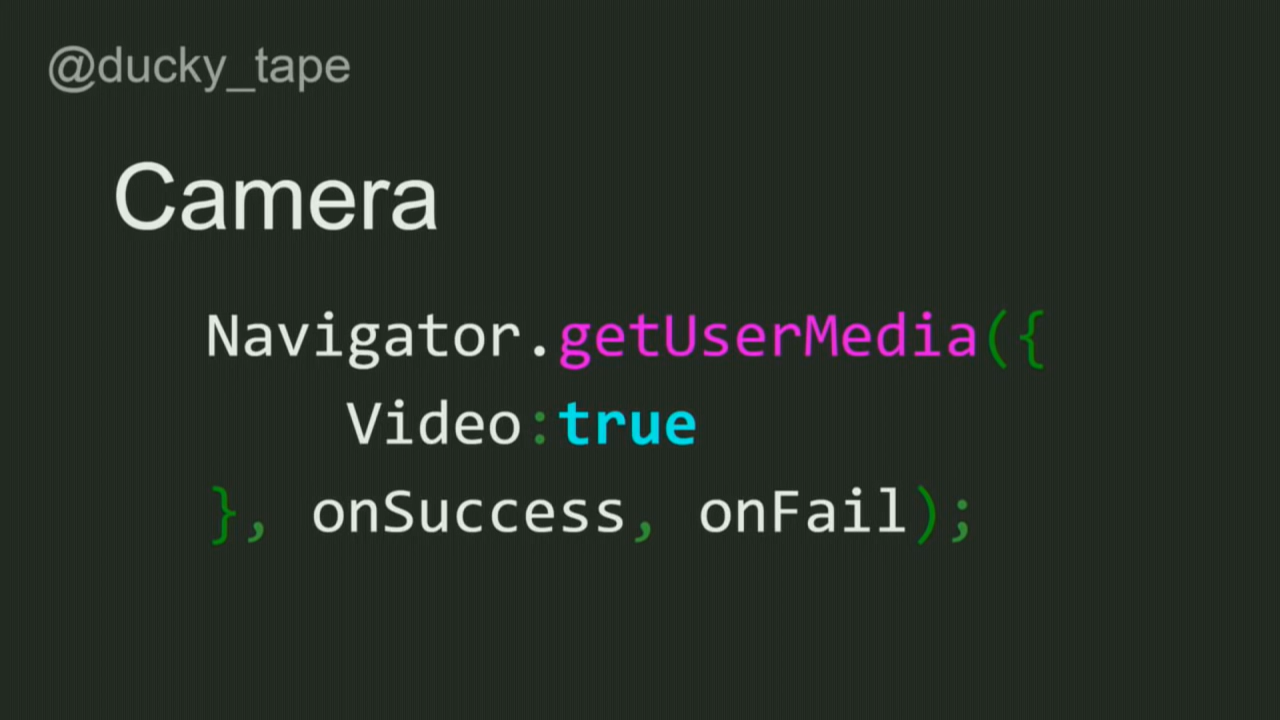 @ducky_tape
Camera
Navigator.getUserMedia({
Video:true
}, onSuccess, onFail);